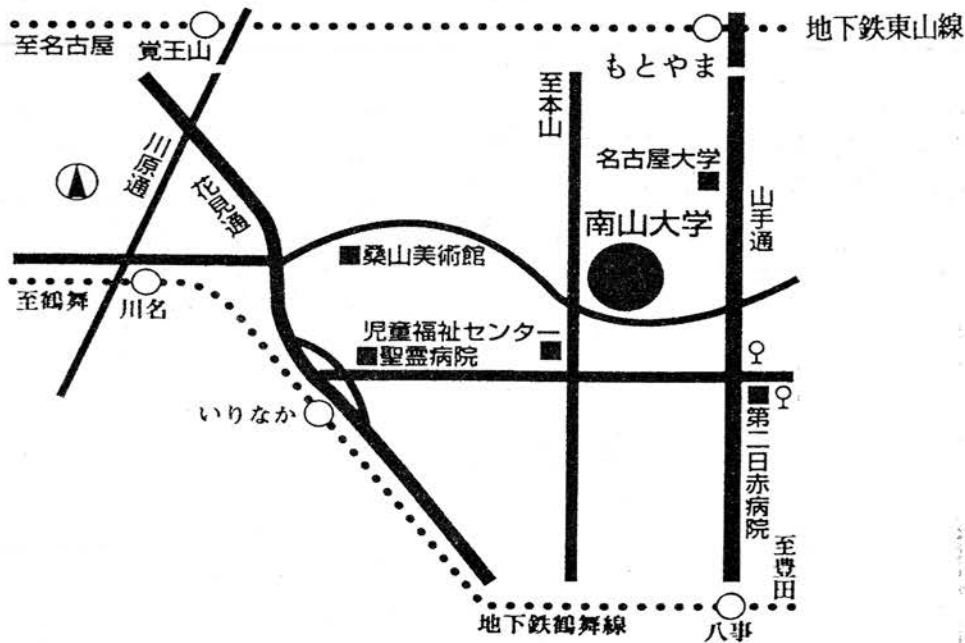 地下鉄東山線
至名古屋
覚王山
もとやま
至本山
川原通
花見通
名古屋大学
南山大学
山手通
桑山美術館
至鶴舞
川名
児童福祉センター
聖霊病院
いりなか
第二日赤病院
至豊田
地下鉄鶴舞線
八事